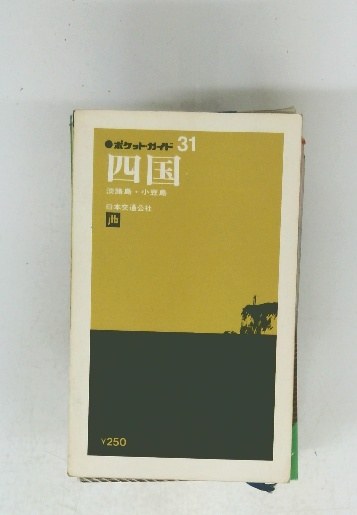 ●ポケットガイド 31
四国
淡路島・小豆島
日本交通公社
jtb
¥250